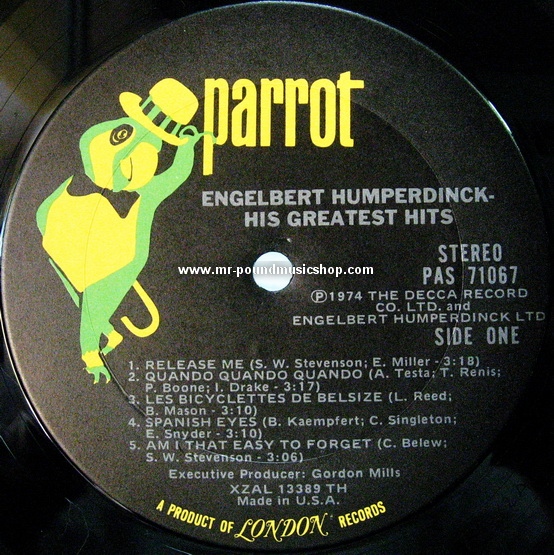 parrot
ENGELBERT HUMPERDINCK-
HIS GREATEST HITS
STEREO
PAS 71067
www.mr-poundmusicshop.com
Ⓟ1974 THE DECCA RECORD
CO. LTD. and
ENGELBERT HUMPERDINCK LTD
SIDE ONE
1. RELEASE ME (S. W. Stevenson; E. Miller - 3:18)
2. QUANDO QUANDO QUANDO (A. Testa; T. Renis;
P. Boone; I. Drake - 3:17)
3. LES BICYCLETTES DE BELSIZE (L. Reed;
B. Mason - 3:10)
4. SPANISH EYES (B. Kaempfert; C. Singleton;
E. Snyder - 3:10)
5. AM I THAT EASY TO FORGET (C. Belew;
S. W. Stevenson - 3:06)
Executive Producer: Gordon Mills
XZAL 13389 TH
Made in U.S.A.
A PRODUCT OF LONDON® RECORDS